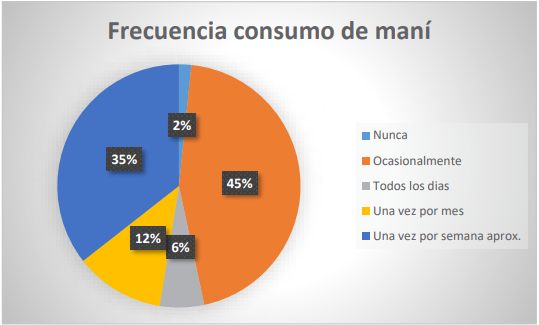 Frecuencia consumo de maní
2%
35%
45%
12%
6%
Nunca
Ocasionalmente
Todos los dias
Una vez por mes
Una vez por semana aprox.